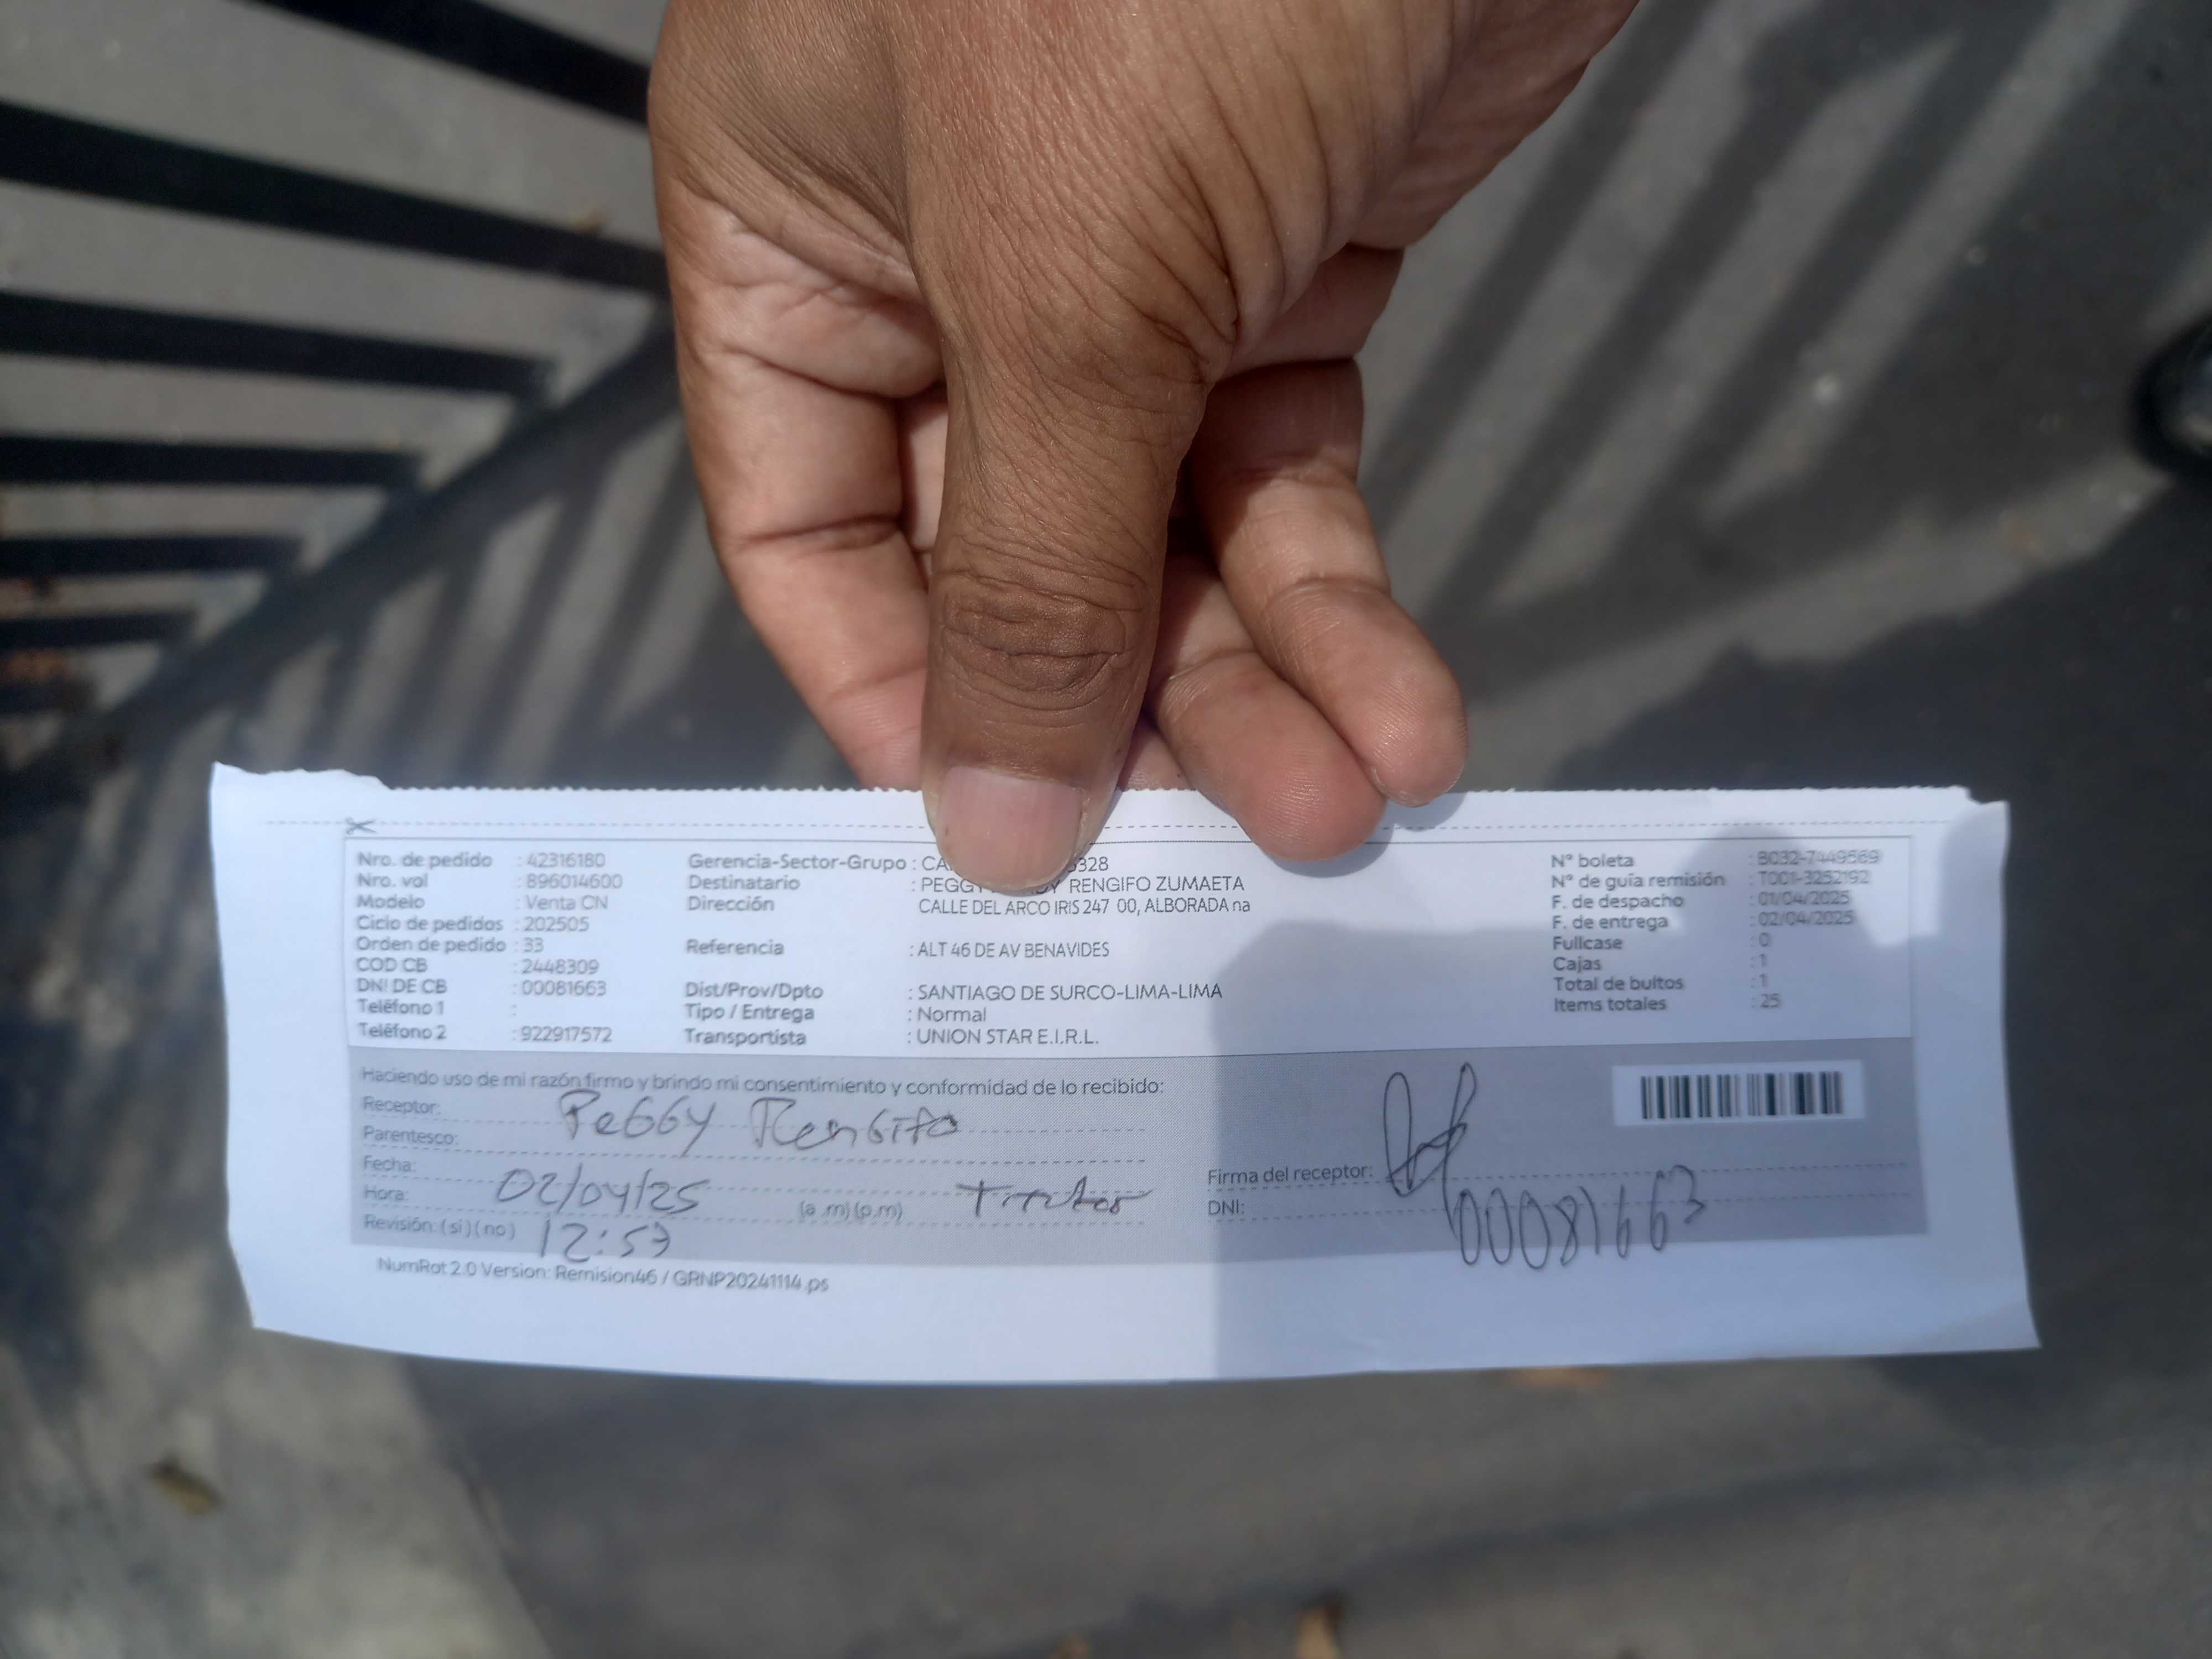 Nro. de pedido : 42316180
Nro. vol : 896014600
Modelo : Venta CN
Ciclo de pedidos : 202505
Orden de pedido : 33
COD CB : 2448309
DNI DE CB : 00081663
Teléfono 1 :
Teléfono 2 : 922917572
Gerencia-Sector-Grupo :
Destinatario : RENGIFO ZUMAETA
Dirección CALLE DEL ARCO IRIS 247 00, ALBORADA na
Referencia : ALT 46 DE AV BENAVIDES
Dist/Prov/Dpto : SANTIAGO DE SURCO-LIMA-LIMA
Tipo / Entrega : Normal
Transportista : UNION STAR E.I.R.L.
N° boleta : B032-7449569
N° de guía remisión : T001-3252192
F. de despacho : 01/04/2025
F. de entrega : 02/04/2025
Fullcase : 0
Cajas : 1
Total de bultos : 1
Items totales : 25
Haciendo uso de mi razón firmo y brindo mi consentimiento y conformidad de lo recibido:
Receptor: Peggy Rengifo
Parentesco:
Fecha: 02/04/25
Hora: (a.m) (p.m)
Revisión: (si) (no) 12:57
Firma del receptor:
DNI: 00081663
NumRot 2.0 Version: Remision46 / GRNP20241114.ps